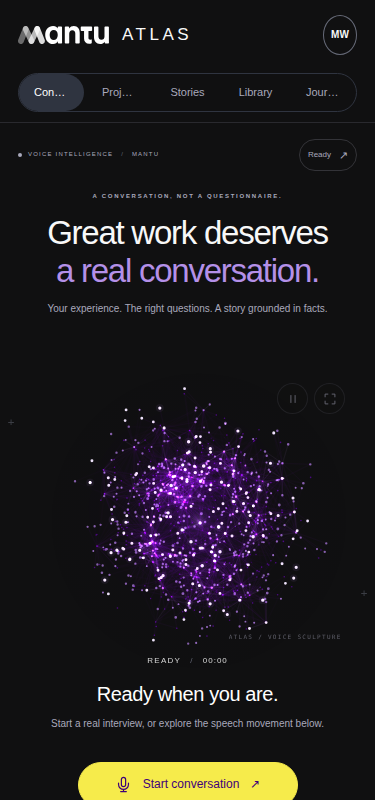 mantu ATLAS
MW
Con…
Proj…
Stories
Library
Jour…
VOICE INTELLIGENCE / MANTU
Ready ↗
A CONVERSATION, NOT A QUESTIONNAIRE.
Great work deserves
a real conversation.
Your experience. The right questions. A story grounded in facts.
ATLAS / VOICE SCULPTURE
READY / 00:00
Ready when you are.
Start a real interview, or explore the speech movement below.
Start conversation ↗